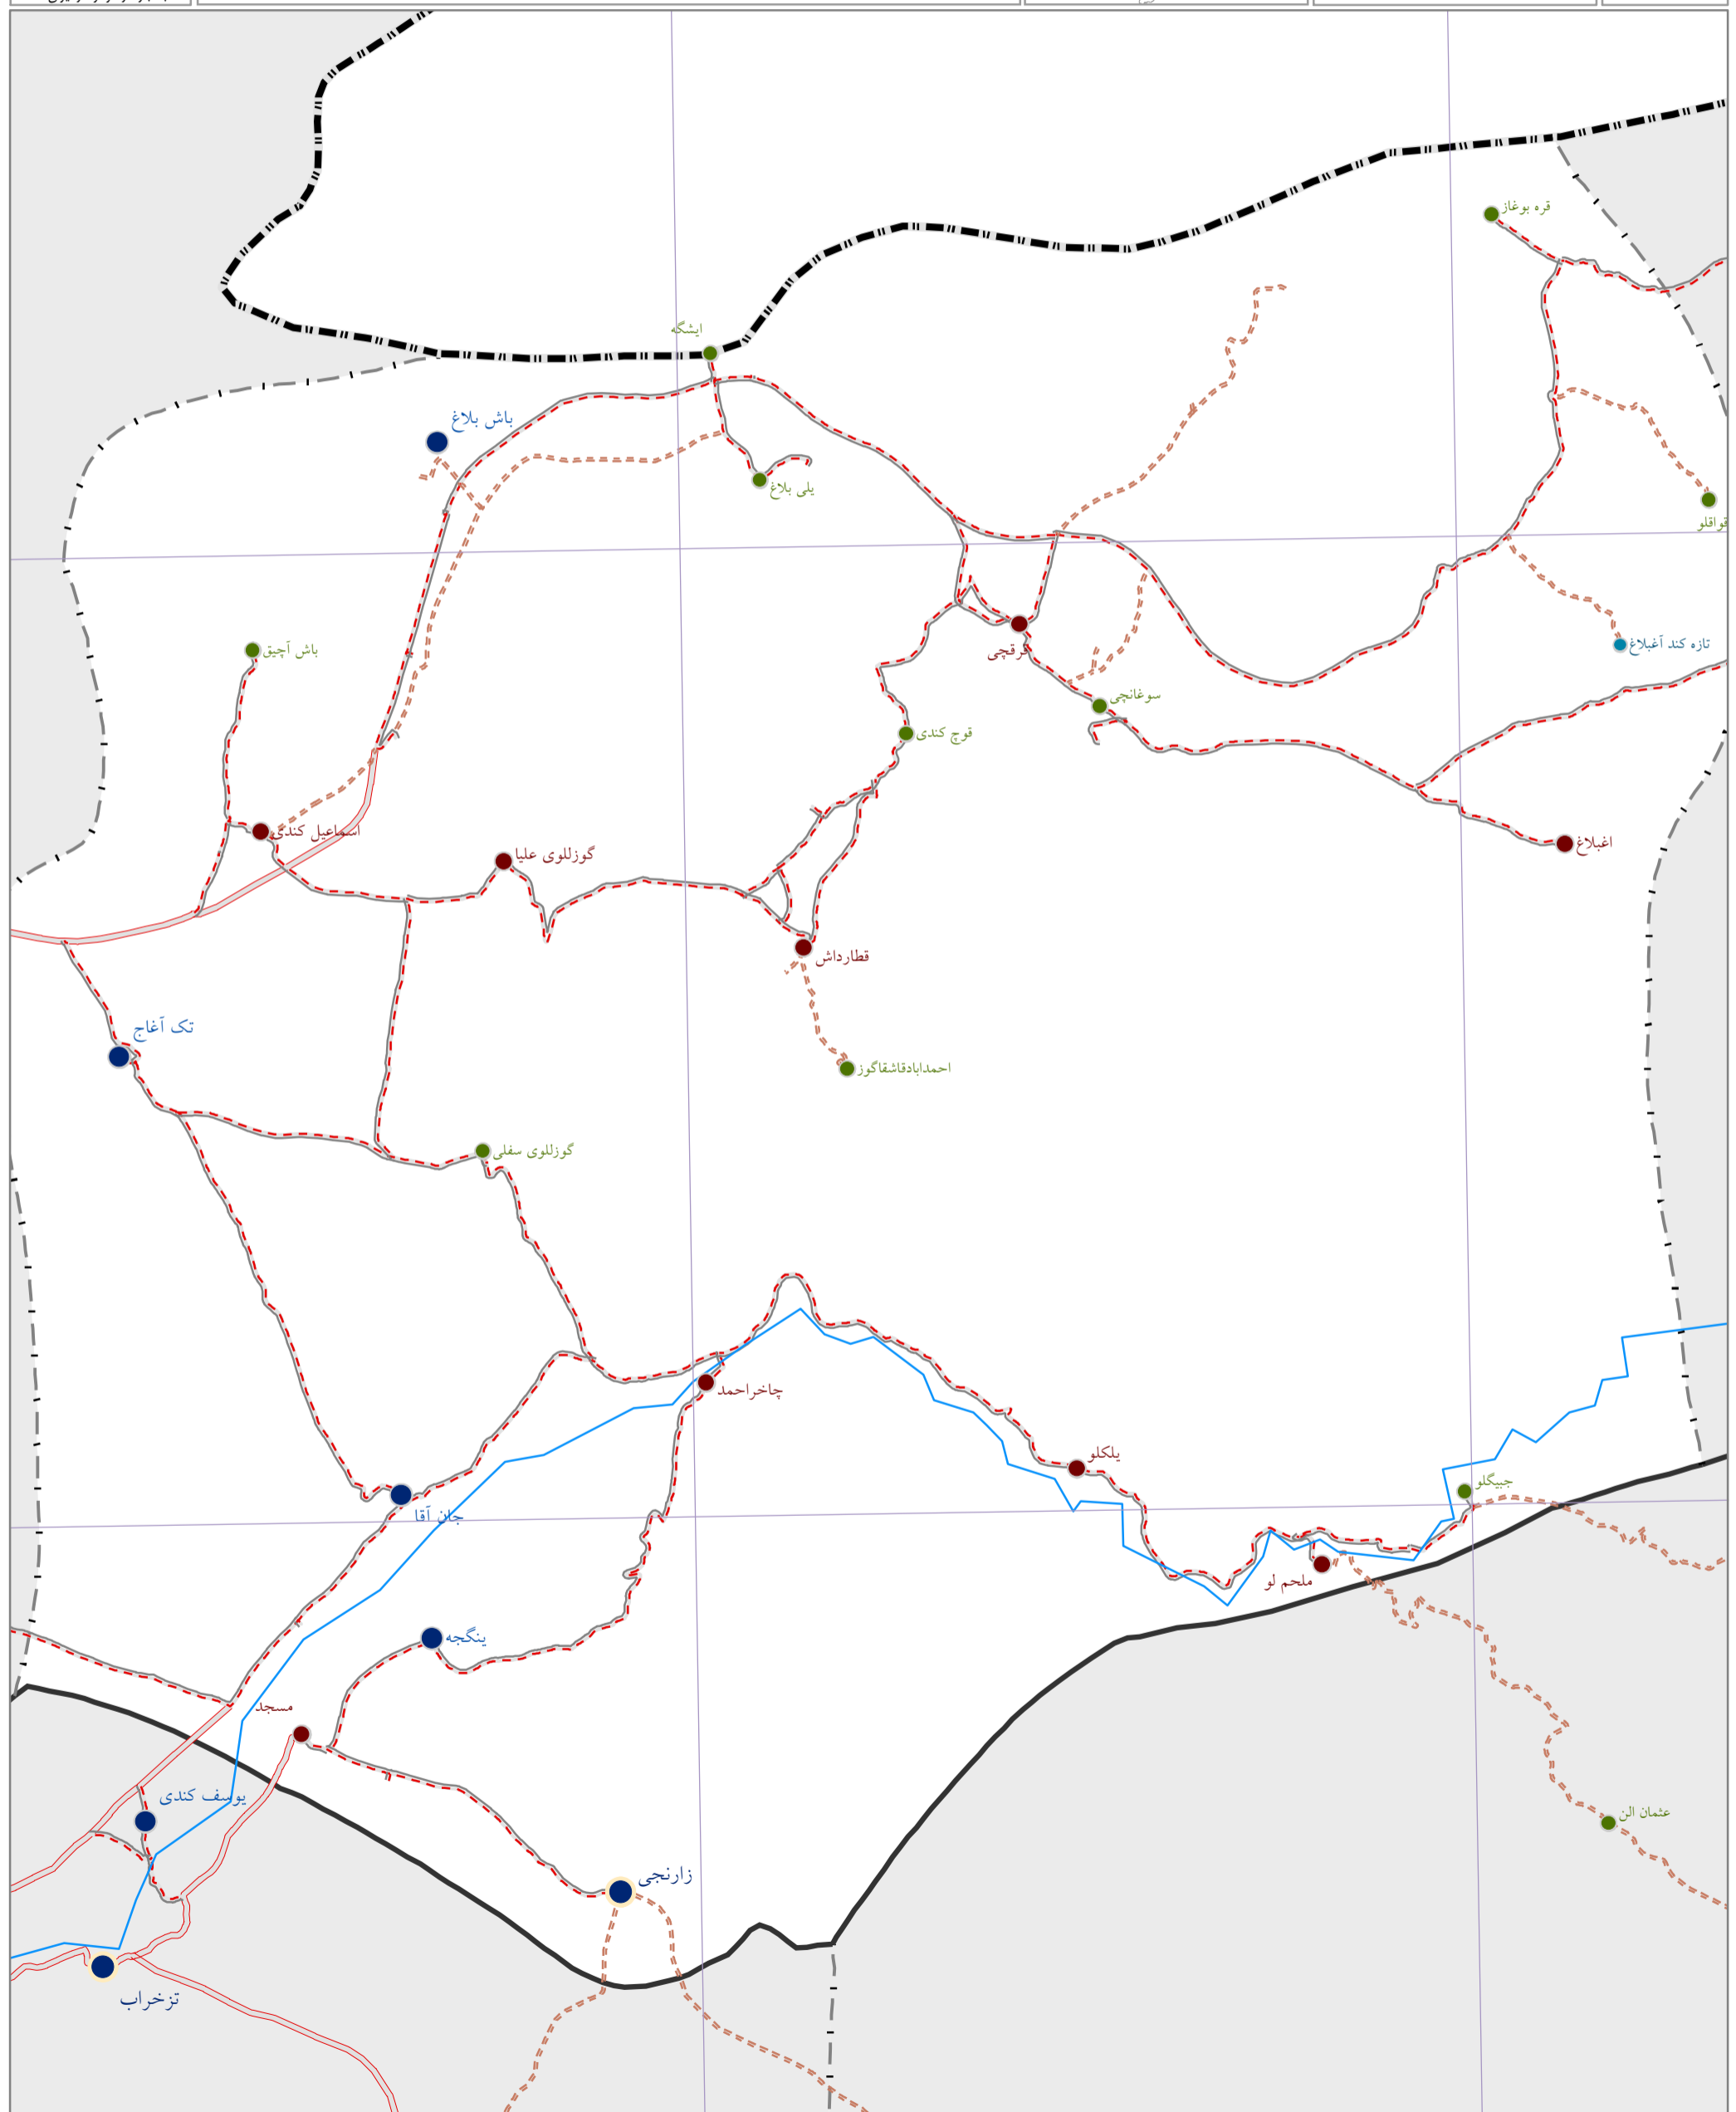 قره بوغاز
ایشگه
باش بلاغ
یلی بلاغ
قواقلو
تازه کند آغبلاغ
باش آچیق
قرقچی
سوغانچی
قوچ کندی
اسماعیل کندی
گوزللوی علیا
اغبلاغ
قطارداش
تک آغاج
احمدابادقاشقاگوز
گوزللوی سفلی
چاخراحمد
یلکلو
جبیگلو
جان آقا
ملحم لو
ینگجه
مسجد
یوسف کندی
عثمان الن
زارنجی
تزخراب